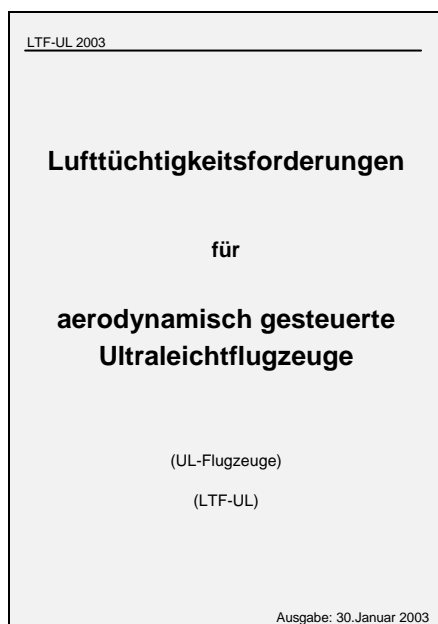 LTF-UL 2003
Lufttüchtigkeitsforderungen
für
aerodynamisch gesteuerte
Ultraleichtflugzeuge
(UL-Flugzeuge)
(LTF-UL)
Ausgabe: 30.Januar 2003